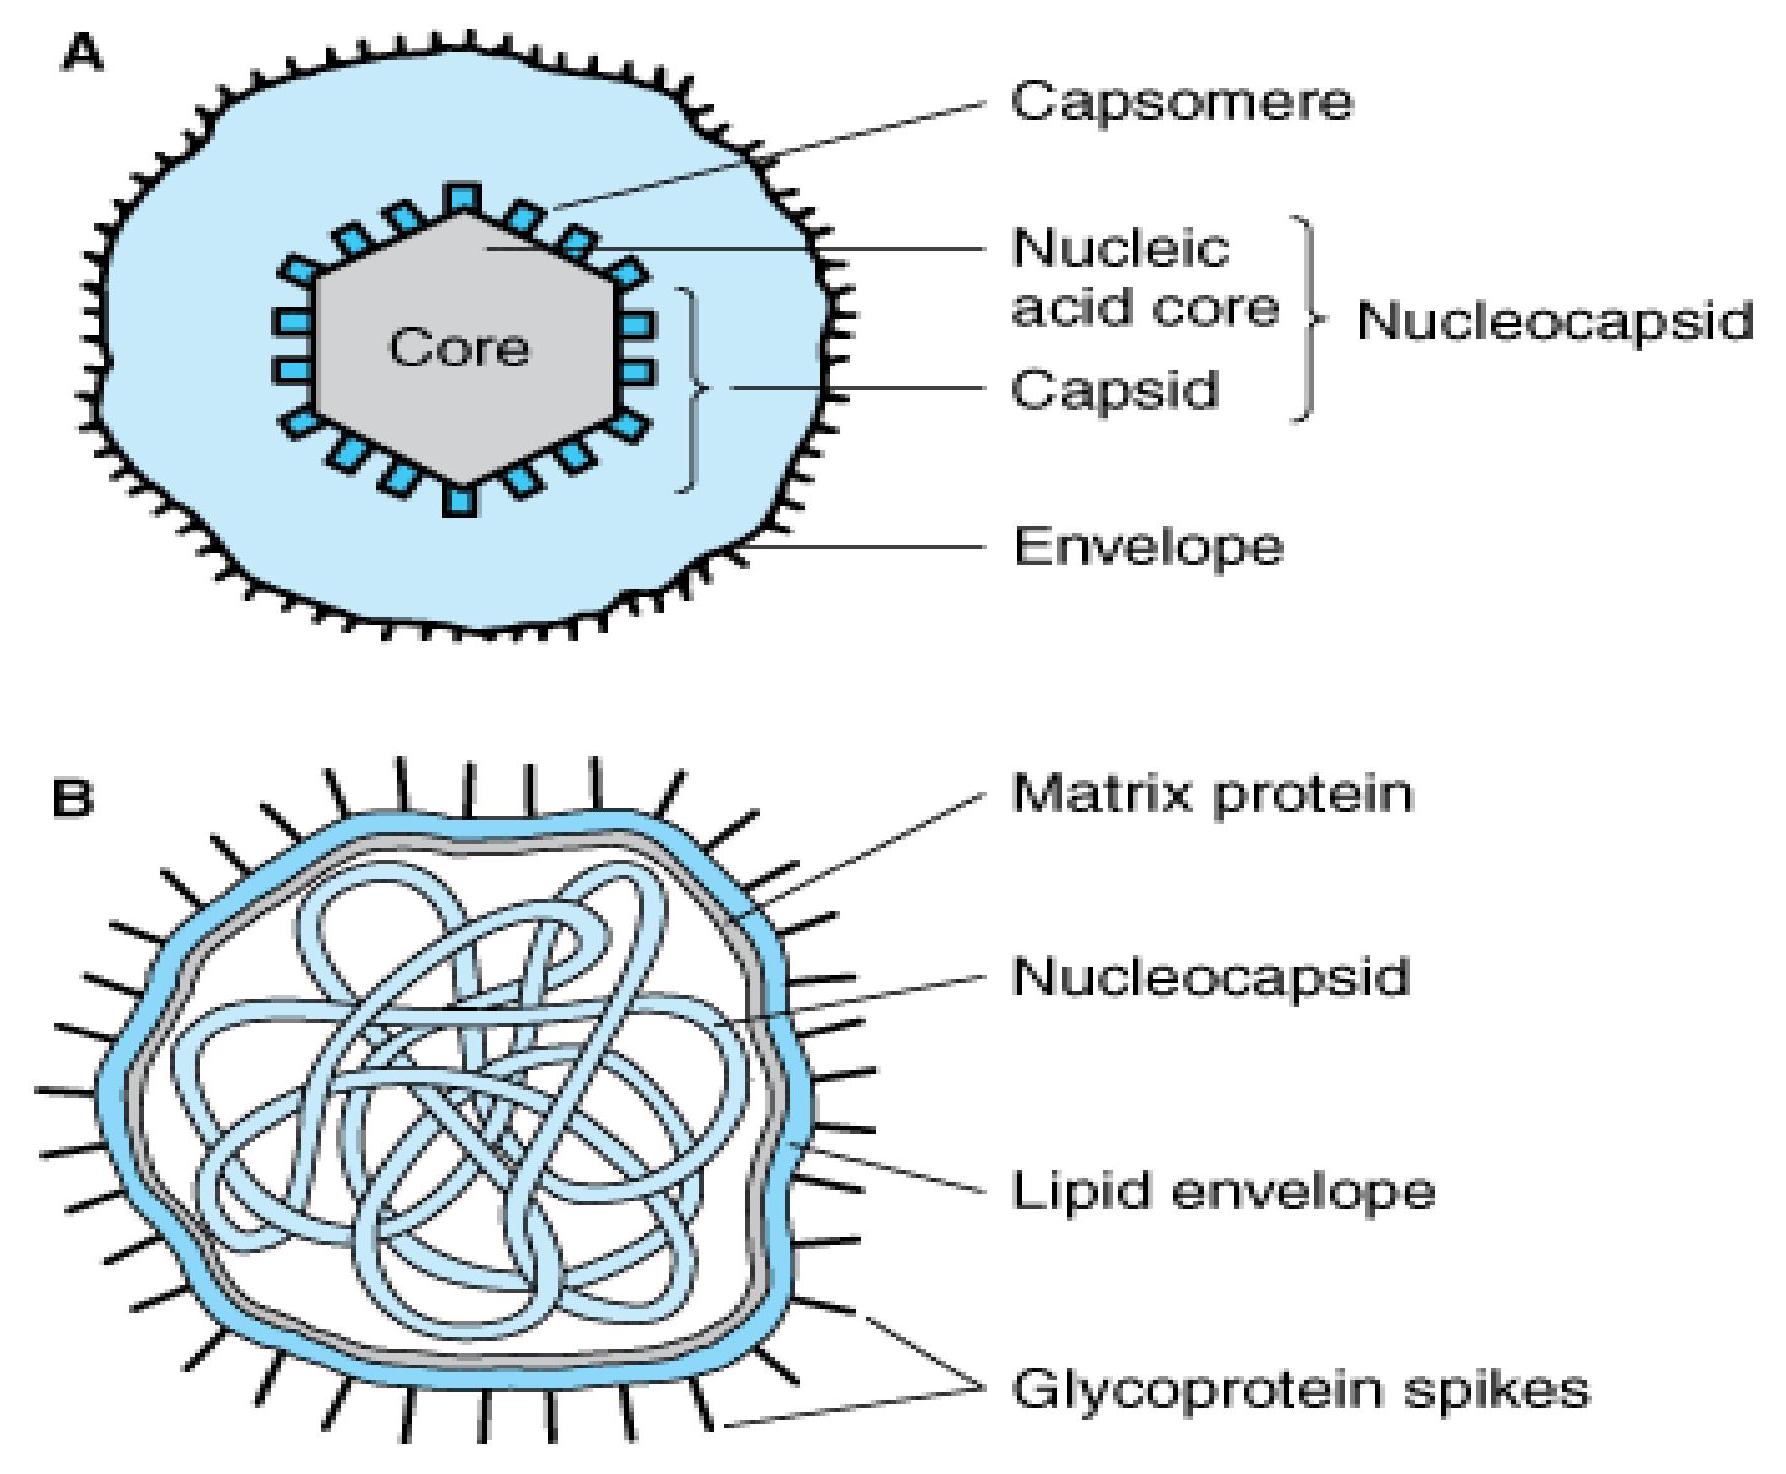 A
Capsomere
Nucleic
acid core
Nucleocapsid
Core
Capsid
Envelope
B
Matrix protein
Nucleocapsid
Lipid envelope
Glycoprotein spikes